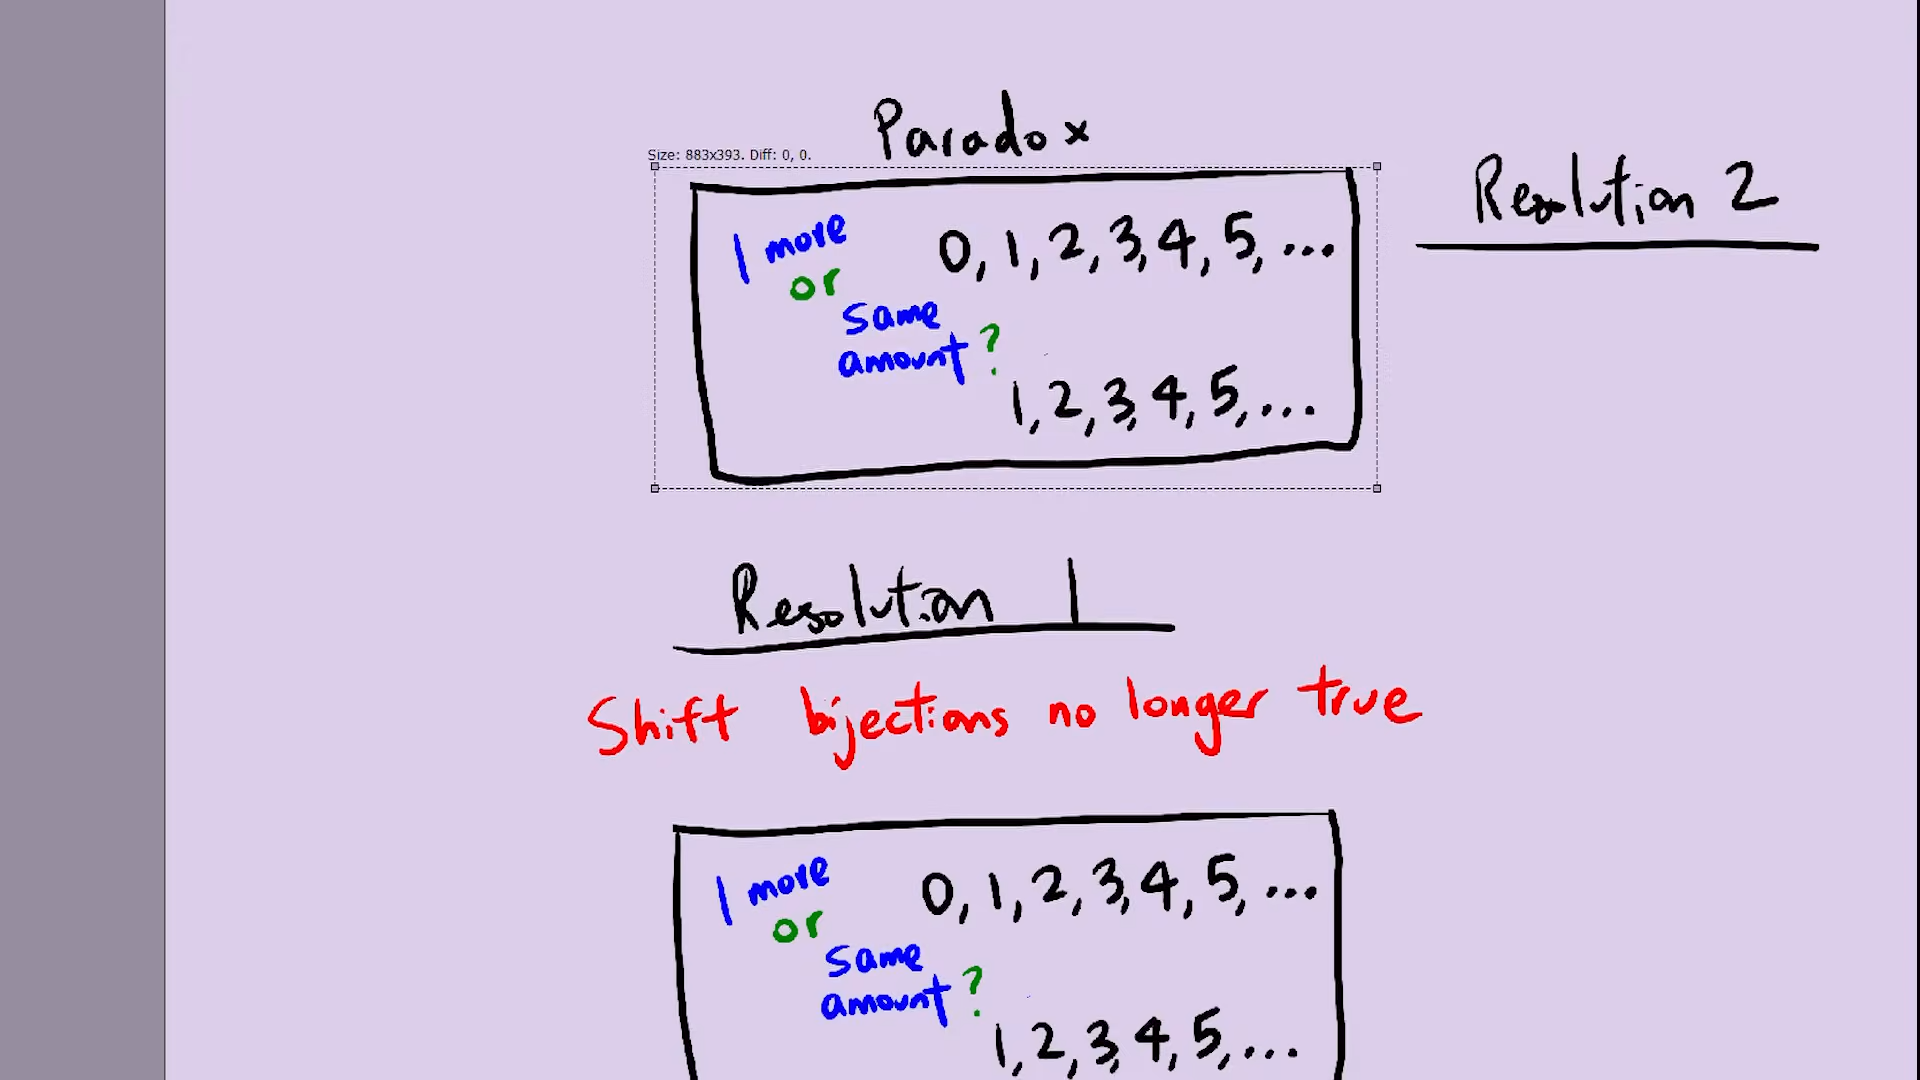 Paradox
Size: 883x393. Diff: 0, 0.
1 more
or
same
amount?
0, 1, 2, 3, 4, 5, ...
1, 2, 3, 4, 5, ...
Resolution 2
Resolution 1
Shift bijections no longer true
1 more
or
same
amount?
0, 1, 2, 3, 4, 5, ...
1, 2, 3, 4, 5, ...